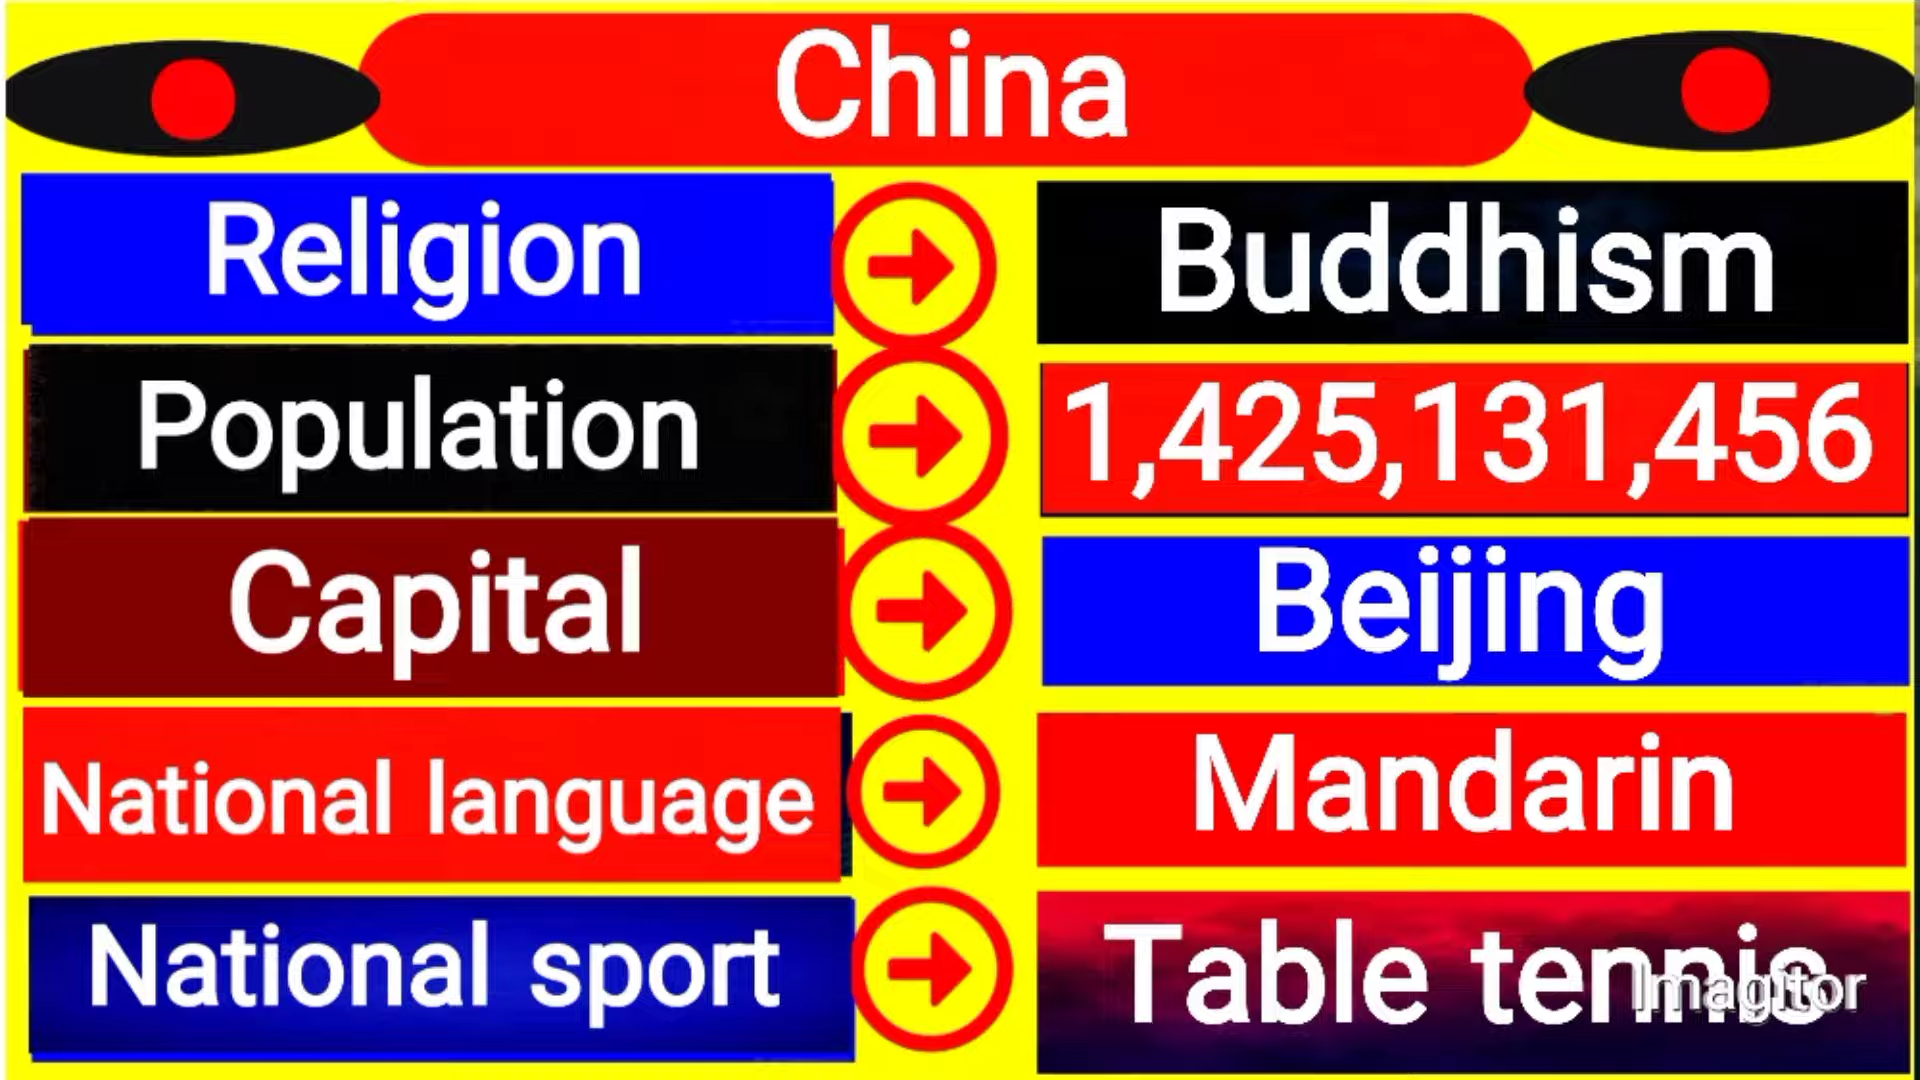 China
Religion
Buddhism
Population
1,425,131,456
Capital
Beijing
National language
Mandarin
National sport
Table tennis
Imagitor